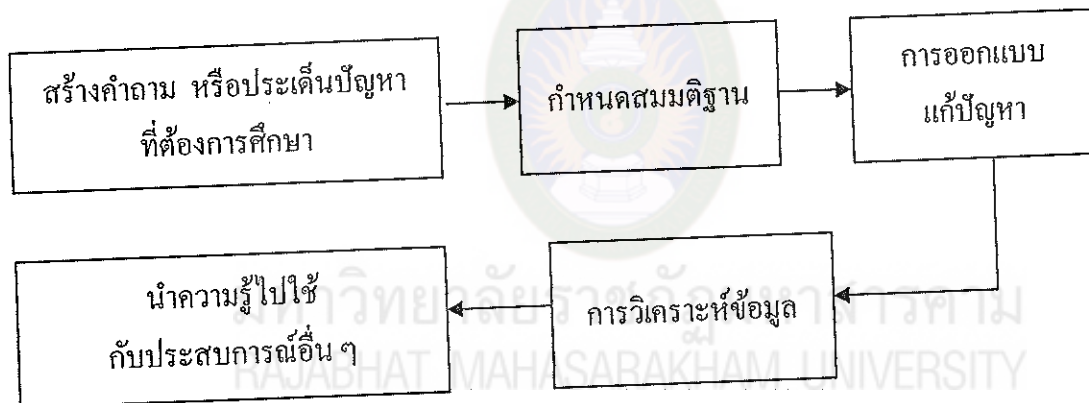 สร้างคำถาม หรือประเด็นปัญหา
ที่ต้องการศึกษา
กำหนดสมมติฐาน
การออกแบบ
แก้ปัญหา
การวิเคราะห์ข้อมูล
นำความรู้ไปใช้
กับประสบการณ์อื่น ๆ
มหาวิทยาลัยราชภัฏมหาสารคาม
RAJABHAT MAHASARAKHAM UNIVERSITY